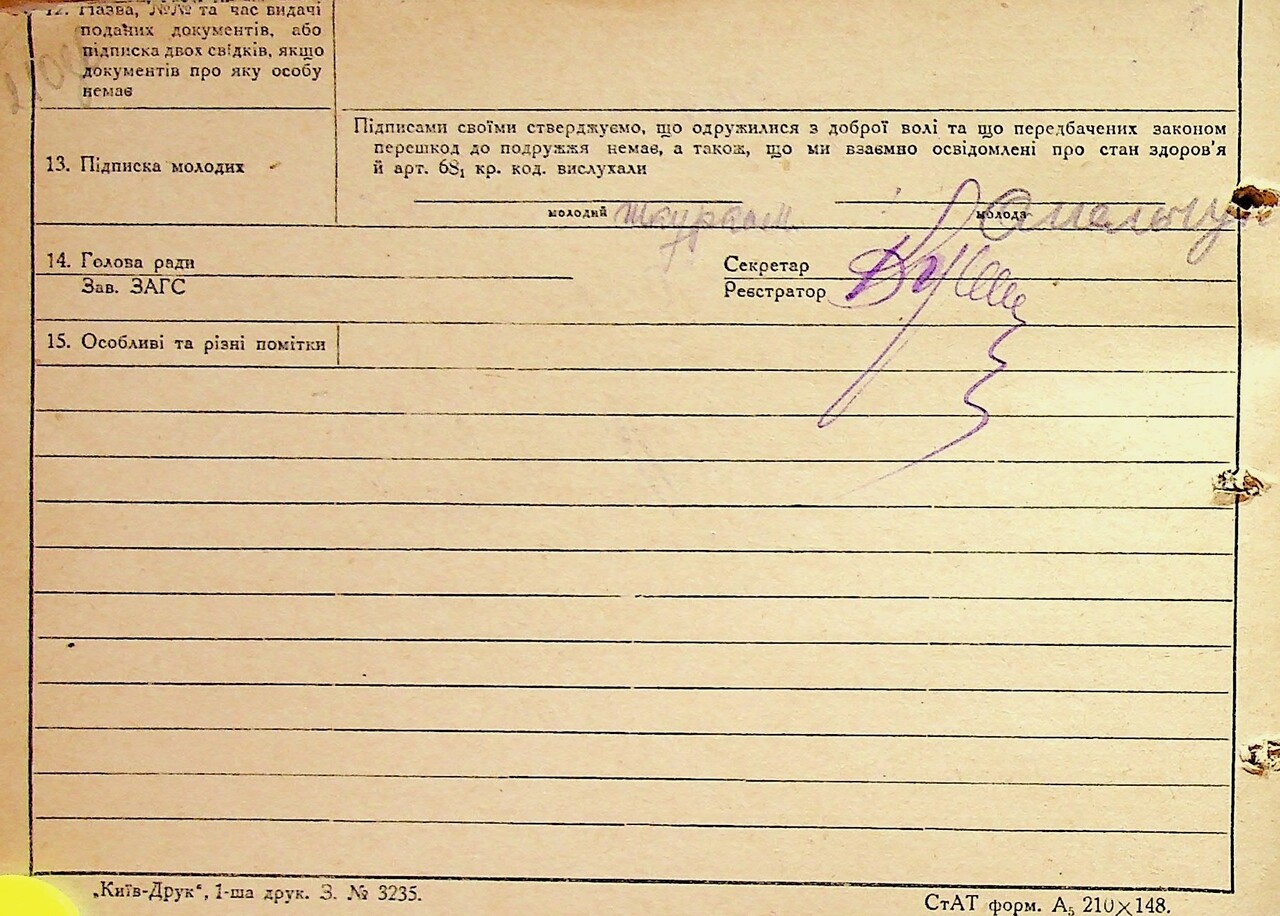 12. Назва, №№ та час видачі
поданих документів, або
підписка двох свідків, якщо
документів про яку особу
немає
Підписами своїми стверджуємо, що одружилися з доброї волі та що передбачених законом
перешкод до подружжя немає, а також, що ми взаємно освідомлені про стан здоров'я
й арт. 68₁ кр. код. вислухали
13. Підписка молодих
молодий
молода
14. Голова ради
Зав. ЗАГС
Секретар
Реєстратор
15. Особливі та різні помітки
„Київ-Друк“, 1-ша друк. З. № 3235.
СтАТ форм. А₅ 210×148.